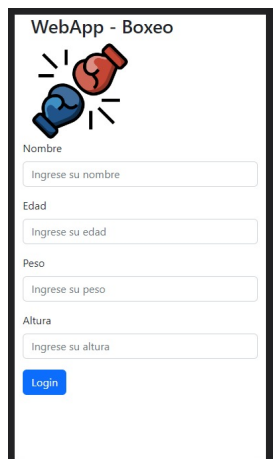 WebApp - Boxeo
Nombre
Ingrese su nombre
Edad
Ingrese su edad
Peso
Ingrese su peso
Altura
Ingrese su altura
Login